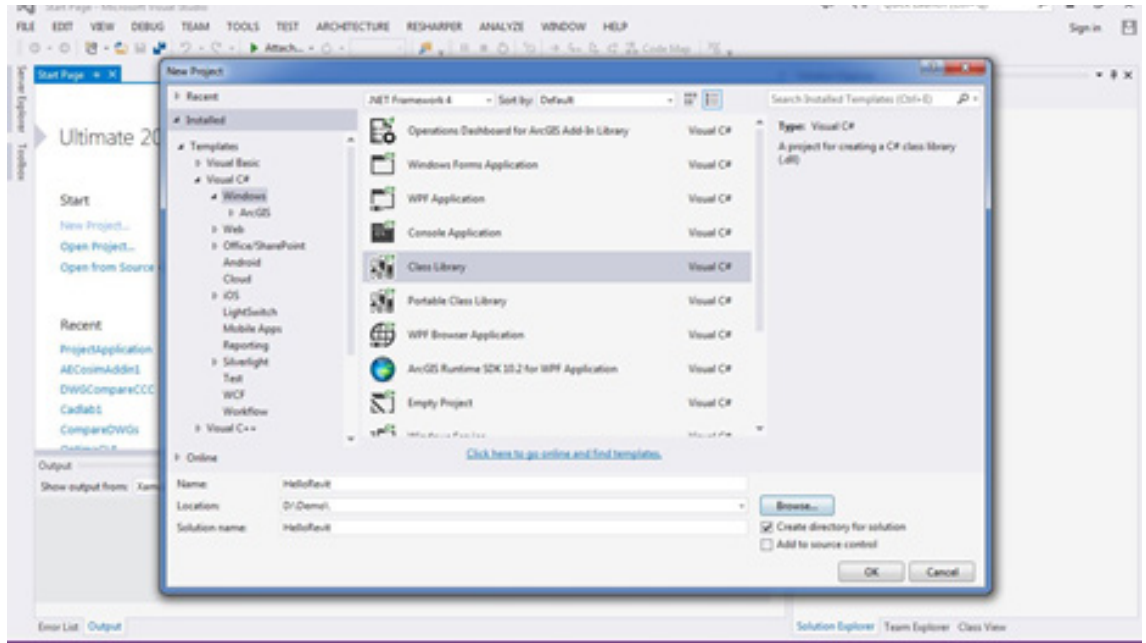 Start Page - Microsoft Visual Studio
FILE EDIT VIEW DEBUG TEAM TOOLS TEST ARCHITECTURE RESHARPER ANALYZE WINDOW HELP
Sign in
Attach...
Code Map
Server Explorer
Toolbox
Start Page
Ultimate 20
Start
New Project...
Open Project...
Open from Source
Recent
ProjectApplication
AECosimAddin1
DWGCompareCCC
Cadlab1
CompareDWGs
Output
Show output from: Xam
Error List Output
New Project
Recent
Installed
Templates
Visual Basic
Visual C#
Windows
ArcGIS
Web
Office/SharePoint
Android
Cloud
iOS
LightSwitch
Mobile Apps
Reporting
Silverlight
Test
WCF
Workflow
Visual C++
Online
.NET Framework 4 Sort by: Default
Operations Dashboard for ArcGIS Add-In Library Visual C#
Windows Forms Application Visual C#
WPF Application Visual C#
Console Application Visual C#
Class Library Visual C#
Portable Class Library Visual C#
WPF Browser Application Visual C#
ArcGIS Runtime SDK 10.2 for WPF Application Visual C#
Empty Project Visual C#
Click here to go online and find templates.
Search Installed Templates (Ctrl+E)
Type: Visual C#
A project for creating a C# class library
(.dll)
Name: HelloRevit
Location: D:\Demo\
Solution name: HelloRevit
Browse...
Create directory for solution
Add to source control
OK Cancel
Solution Explorer Team Explorer Class View